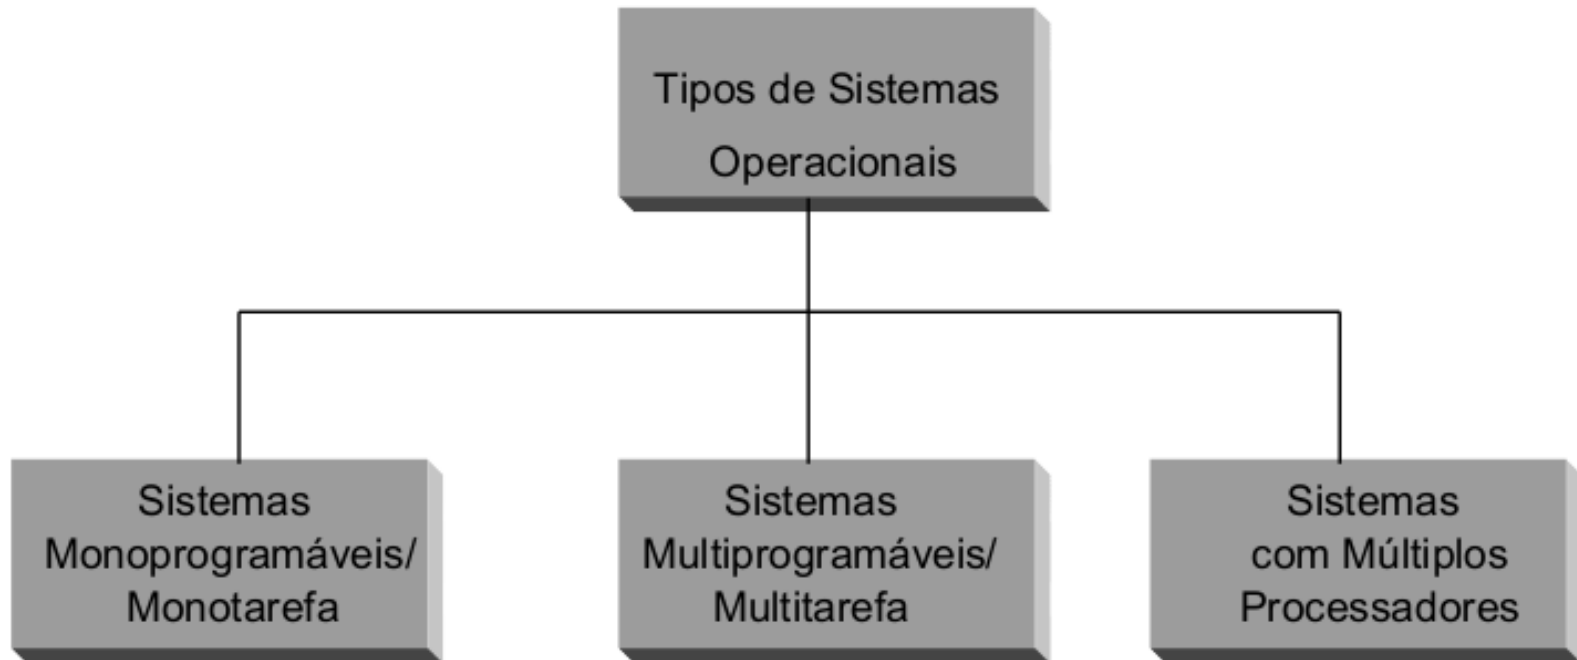 Tipos de Sistemas
Operacionais
Sistemas
Monoprogramáveis/
Monotarefa
Sistemas
Multiprogramáveis/
Multitarefa
Sistemas
com Múltiplos
Processadores